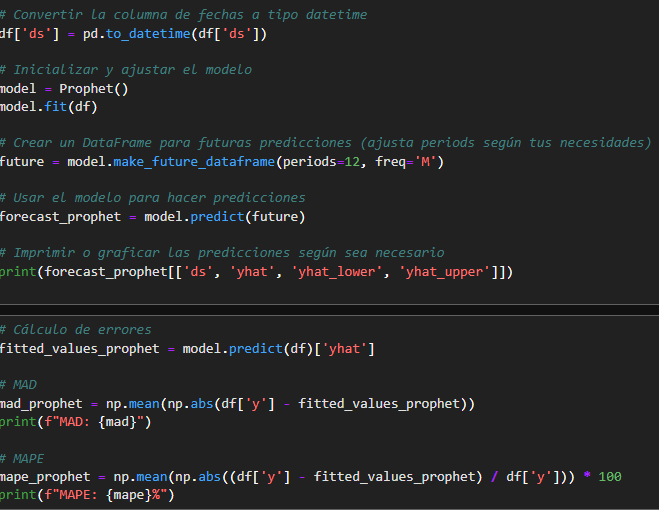 # Convertir la columna de fechas a tipo datetime
df['ds'] = pd.to_datetime(df['ds'])
# Inicializar y ajustar el modelo
model = Prophet()
model.fit(df)
# Crear un DataFrame para futuras predicciones (ajusta periods según tus necesidades)
future = model.make_future_dataframe(periods=12, freq='M')
# Usar el modelo para hacer predicciones
forecast_prophet = model.predict(future)
# Imprimir o graficar las predicciones según sea necesario
print(forecast_prophet[['ds', 'yhat', 'yhat_lower', 'yhat_upper']])
# Cálculo de errores
fitted_values_prophet = model.predict(df)['yhat']
# MAD
mad_prophet = np.mean(np.abs(df['y'] - fitted_values_prophet))
print(f"MAD: {mad}")
# MAPE
mape_prophet = np.mean(np.abs((df['y'] - fitted_values_prophet) / df['y'])) * 100
print(f"MAPE: {mape}%")